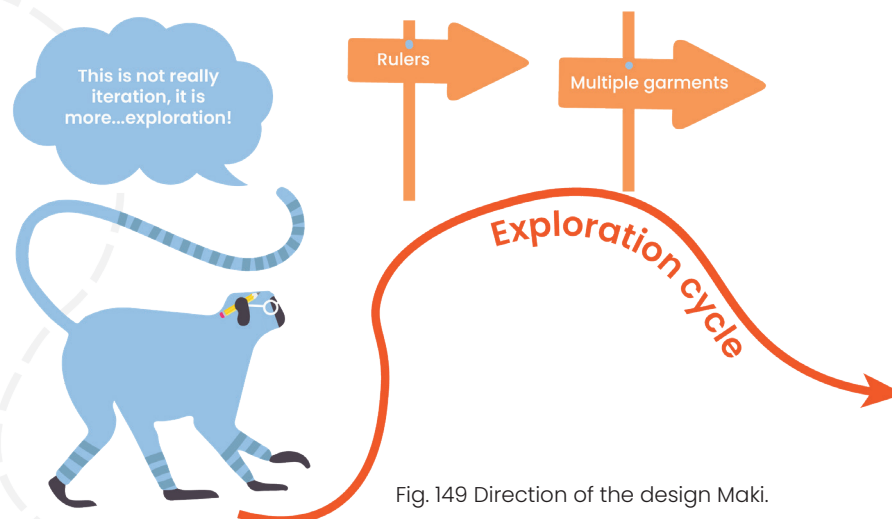 This is not really
iteration, it is
more...exploration!
Rulers
Multiple garments
Exploration cycle
Fig. 149 Direction of the design Maki.